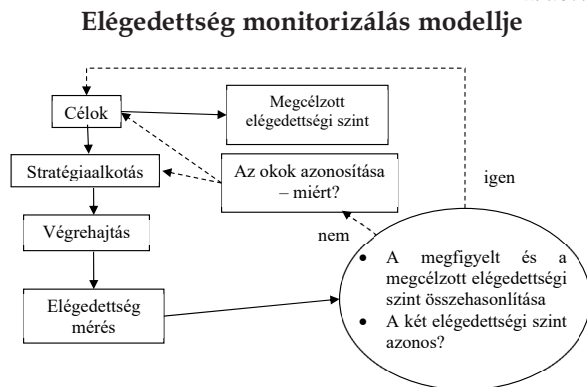 Elégedettség monitorizálás modellje
Célok
Megcélzott
elégedettségi szint
Stratégiaalkotás
Az okok azonosítása
– miért?
igen
Végrehajtás
nem
• A megfigyelt és a
megcélzott elégedettségi
szint összehasonlítása
• A két elégedettségi szint
azonos?
Elégedettség
mérés